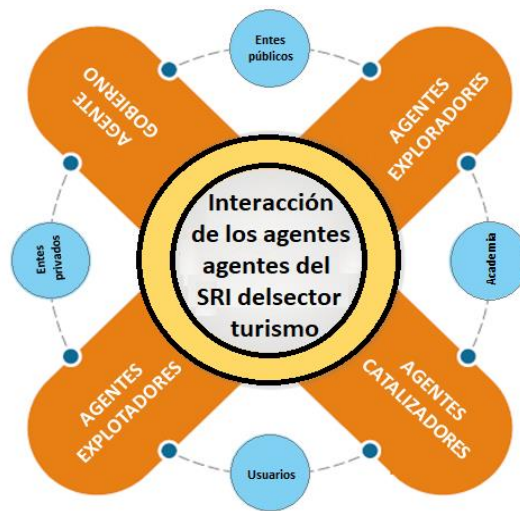 Entes
públicos
AGENTE
GOBIERNO
AGENTES
EXPLORADORES
Interacción
de los agentes
agentes del
SRI delsector
turismo
Entes
privados
Academia
AGENTES
EXPLOTADORES
AGENTES
CATALIZADORES
Usuarios